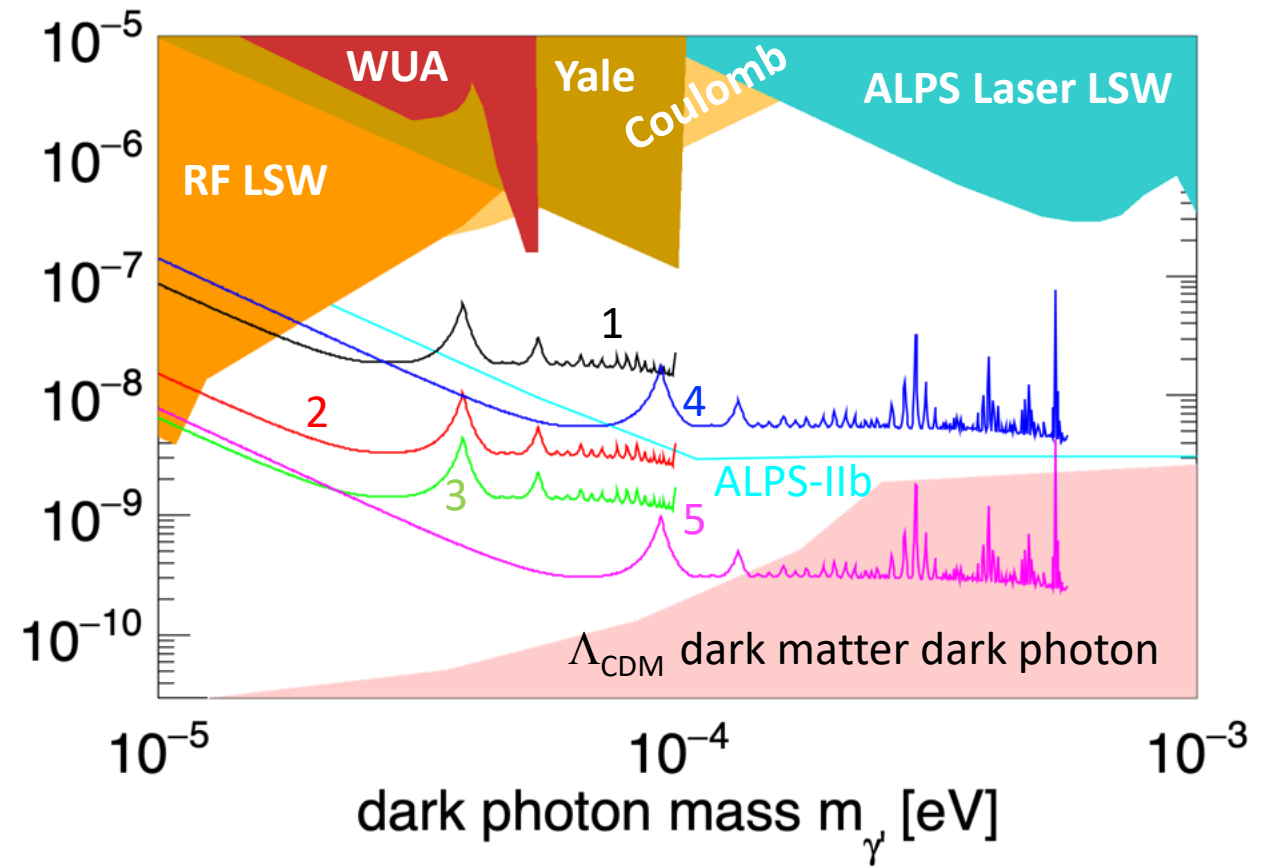 10⁻⁵
10⁻⁶
10⁻⁷
10⁻⁸
10⁻⁹
10⁻¹⁰
WUA
Yale
Coulomb
ALPS Laser LSW
RF LSW
1
2
3
4
5
ALPS-IIb
Λ_CDM dark matter dark photon
10⁻⁵ 10⁻⁴ 10⁻³
dark photon mass m_γ' [eV]